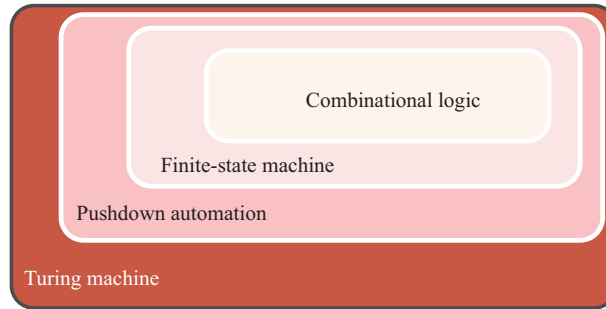 Combinational logic
Finite-state machine
Pushdown automation
Turing machine